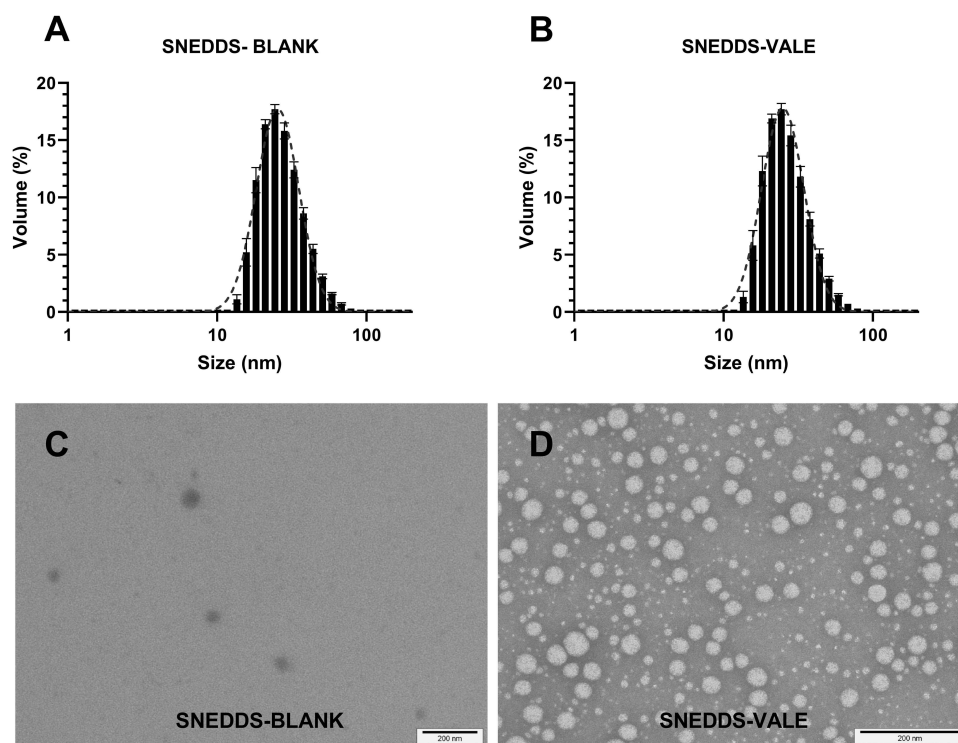 A
SNEDDS- BLANK
20
15
10
5
0
Volume (%)
1
10
100
Size (nm)
B
SNEDDS-VALE
20
15
10
5
0
Volume (%)
1
10
100
Size (nm)
C
SNEDDS-BLANK
200 nm
D
SNEDDS-VALE
200 nm